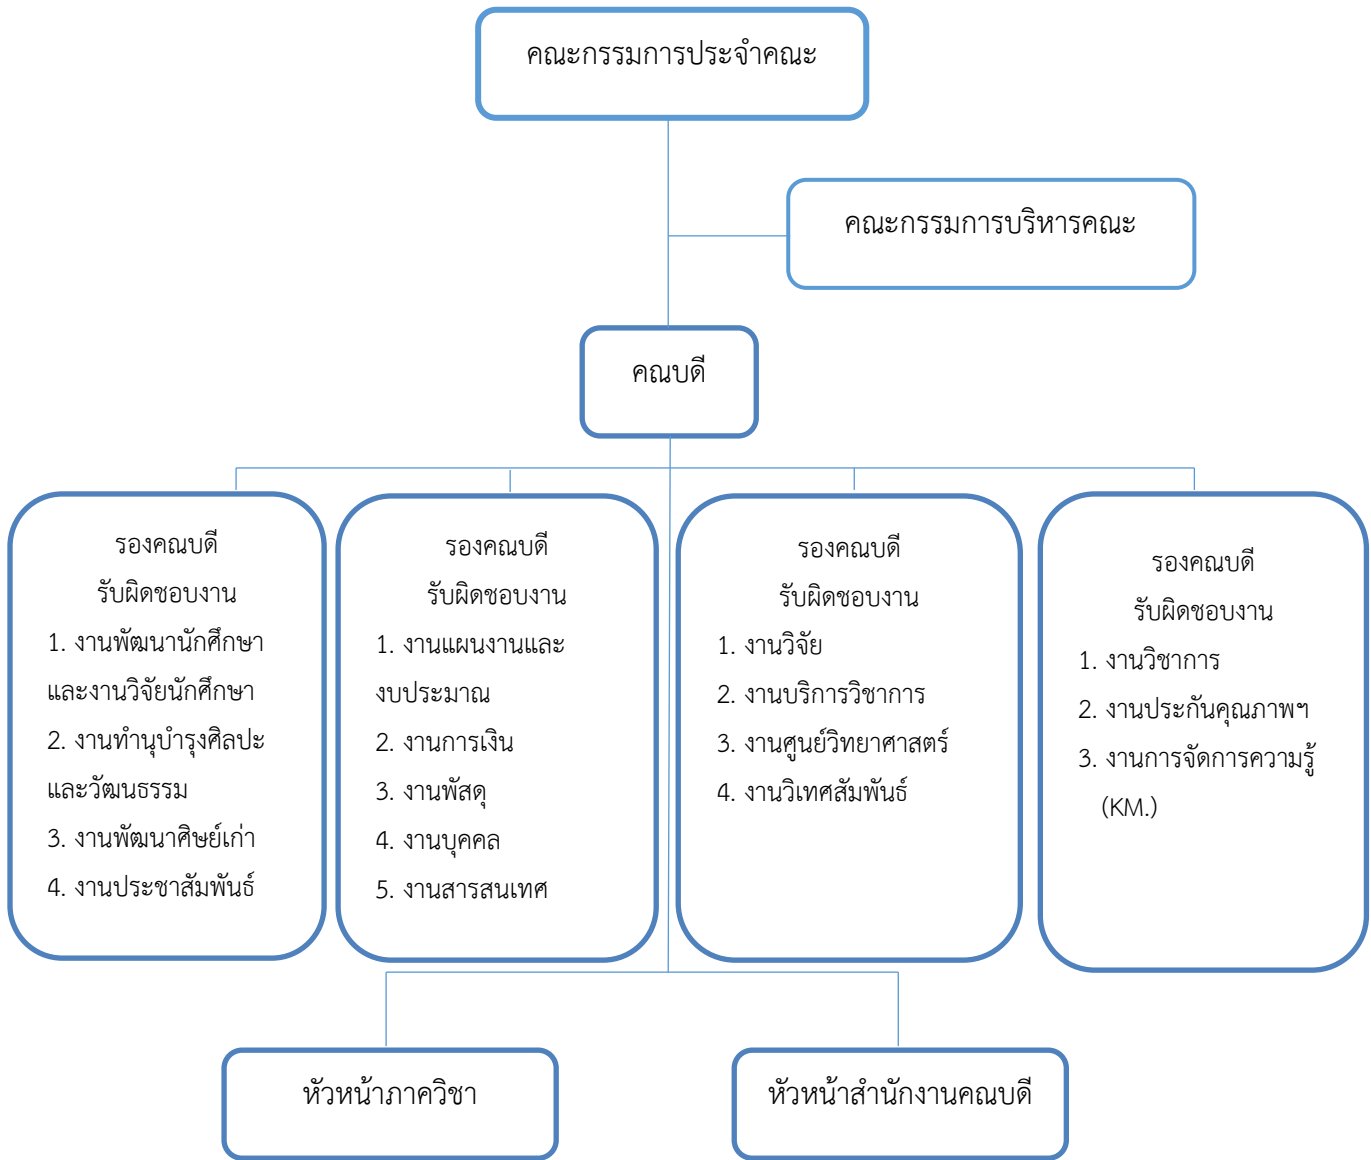 คณะกรรมการประจำคณะ
คณะกรรมการบริหารคณะ
คณบดี
รองคณบดี
รับผิดชอบงาน
1. งานพัฒนานักศึกษา
และงานวิจัยนักศึกษา
2. งานทำนุบำรุงศิลปะ
และวัฒนธรรม
3. งานพัฒนาศิษย์เก่า
4. งานประชาสัมพันธ์
รองคณบดี
รับผิดชอบงาน
1. งานแผนงานและ
งบประมาณ
2. งานการเงิน
3. งานพัสดุ
4. งานบุคคล
5. งานสารสนเทศ
รองคณบดี
รับผิดชอบงาน
1. งานวิจัย
2. งานบริการวิชาการ
3. งานศูนย์วิทยาศาสตร์
4. งานวิเทศสัมพันธ์
รองคณบดี
รับผิดชอบงาน
1. งานวิชาการ
2. งานประกันคุณภาพฯ
3. งานการจัดการความรู้
(KM.)
หัวหน้าภาควิชา
หัวหน้าสำนักงานคณบดี